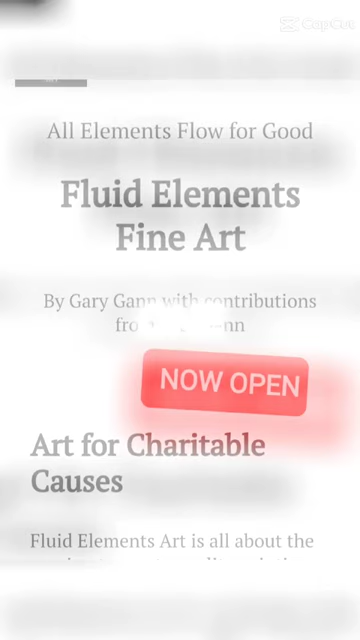 CapCut
All Elements Flow for Good
Fluid Elements
Fine Art
By Gary Gann with contributions
NOW OPEN
Art for Charitable
Causes
Fluid Elements Art is all about the